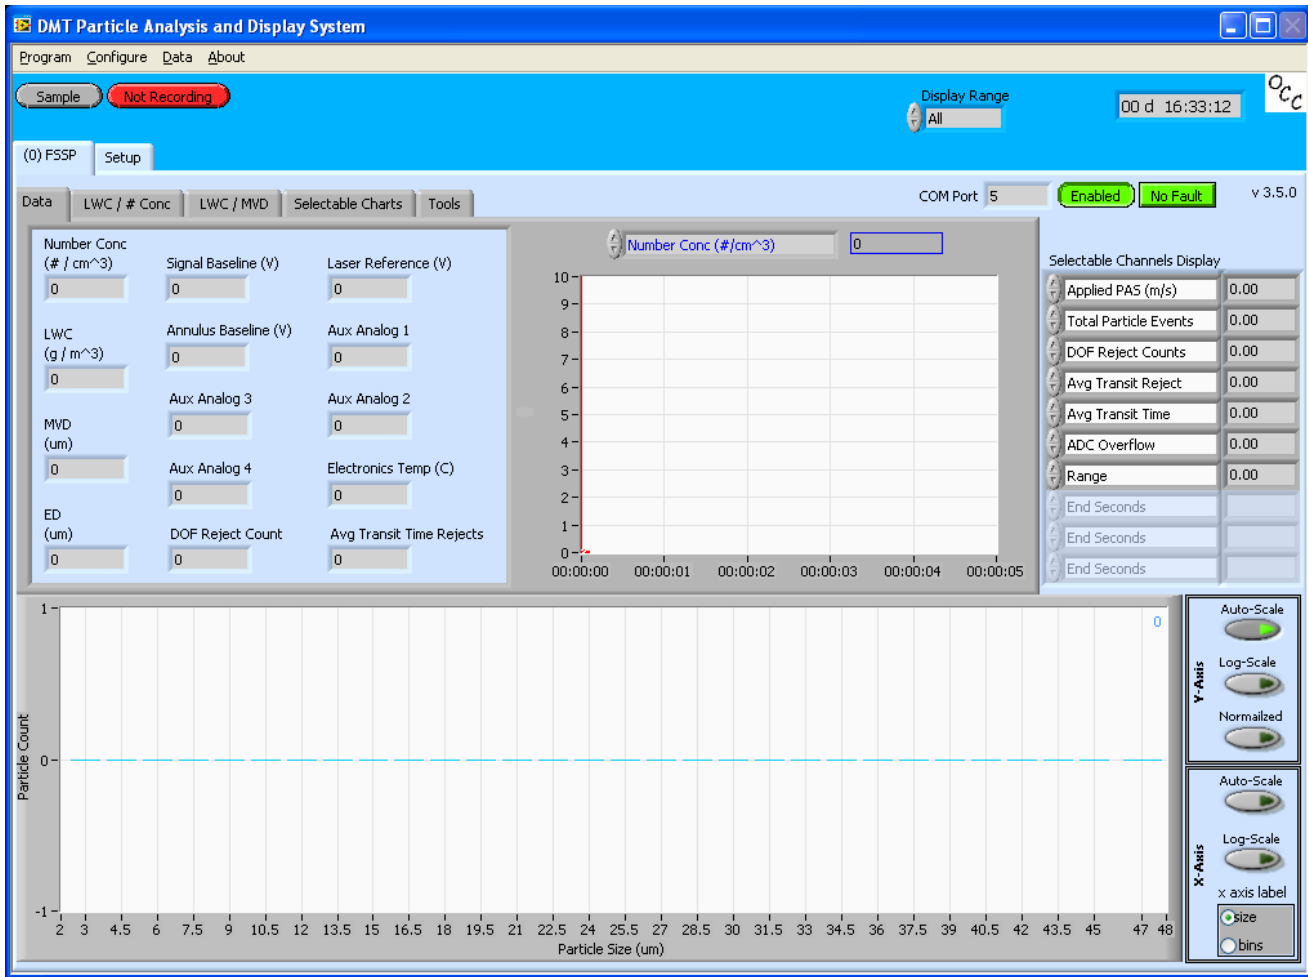 DMT Particle Analysis and Display System
Program Configure Data About
Sample Not Recording
Display Range
All
00 d 16:33:12
OCC
(0) FSSP Setup
Data LWC / # Conc LWC / MVD Selectable Charts Tools
COM Port 5 Enabled No Fault v 3.5.0
Number Conc
(# / cm^3) Signal Baseline (V) Laser Reference (V)
0 0 0
LWC Annulus Baseline (V) Aux Analog 1
(g / m^3) 0 0
0
Aux Analog 3 Aux Analog 2
MVD 0 0
(um)
0 Aux Analog 4 Electronics Temp (C)
0 0
ED
(um) DOF Reject Count Avg Transit Time Rejects
0 0 0
Number Conc (#/cm^3) 0
10
9
8
7
6
5
4
3
2
1
0
00:00:00 00:00:01 00:00:02 00:00:03 00:00:04 00:00:05
Selectable Channels Display
Applied PAS (m/s) 0.00
Total Particle Events 0.00
DOF Reject Counts 0.00
Avg Transit Reject 0.00
Avg Transit Time 0.00
ADC Overflow 0.00
Range 0.00
End Seconds
End Seconds
End Seconds
1
0
-1
Particle Count
0
2 3 4.5 6 7.5 9 10.5 12 13.5 15 16.5 18 19.5 21 22.5 24 25.5 27 28.5 30 31.5 33 34.5 36 37.5 39 40.5 42 43.5 45 47 48
Particle Size (um)
Y-Axis
Auto-Scale
Log-Scale
Normailzed
X-Axis
Auto-Scale
Log-Scale
x axis label
size
bins